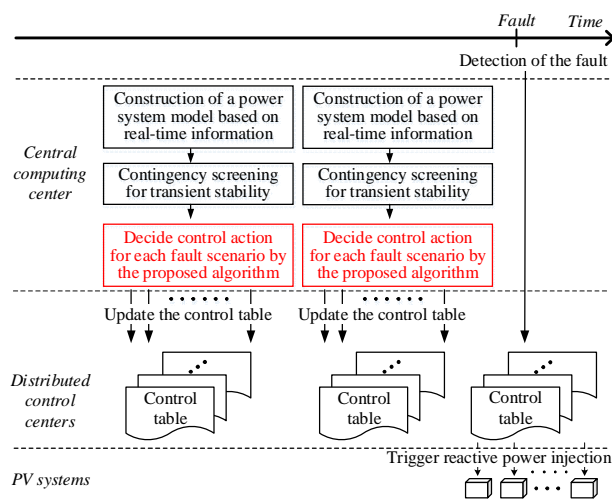 Fault
Time
Detection of the fault
Central
computing
center
Construction of a power
system model based on
real-time information
Construction of a power
system model based on
real-time information
Contingency screening
for transient stability
Contingency screening
for transient stability
Decide control action
for each fault scenario by
the proposed algorithm
Decide control action
for each fault scenario by
the proposed algorithm
Update the control table
Update the control table
Distributed
control
centers
Control
table
Control
table
Control
table
Trigger reactive power injection
PV systems